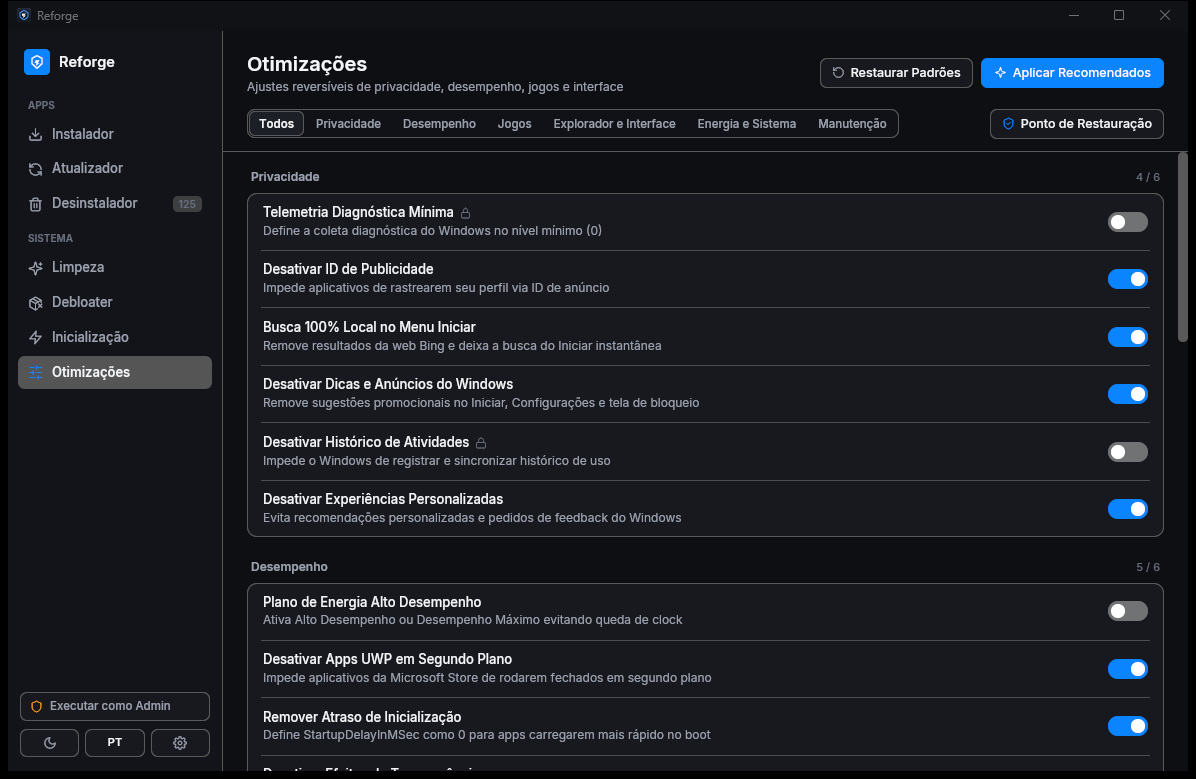 Reforge
Reforge
APPS
Instalador
Atualizador
Desinstalador 125
SISTEMA
Limpeza
Debloater
Inicialização
Otimizações
Executar como Admin
PT
Otimizações
Ajustes reversíveis de privacidade, desempenho, jogos e interface
Restaurar Padrões
Aplicar Recomendados
Todos Privacidade Desempenho Jogos Explorador e Interface Energia e Sistema Manutenção
Ponto de Restauração
Privacidade 4 / 6
Telemetria Diagnóstica Mínima
Define a coleta diagnóstica do Windows no nível mínimo (0)
Desativar ID de Publicidade
Impede aplicativos de rastrearem seu perfil via ID de anúncio
Busca 100% Local no Menu Iniciar
Remove resultados da web Bing e deixa a busca do Iniciar instantânea
Desativar Dicas e Anúncios do Windows
Remove sugestões promocionais no Iniciar, Configurações e tela de bloqueio
Desativar Histórico de Atividades
Impede o Windows de registrar e sincronizar histórico de uso
Desativar Experiências Personalizadas
Evita recomendações personalizadas e pedidos de feedback do Windows
Desempenho 5 / 6
Plano de Energia Alto Desempenho
Ativa Alto Desempenho ou Desempenho Máximo evitando queda de clock
Desativar Apps UWP em Segundo Plano
Impede aplicativos da Microsoft Store de rodarem fechados em segundo plano
Remover Atraso de Inicialização
Define StartupDelayInMSec como 0 para apps carregarem mais rápido no boot